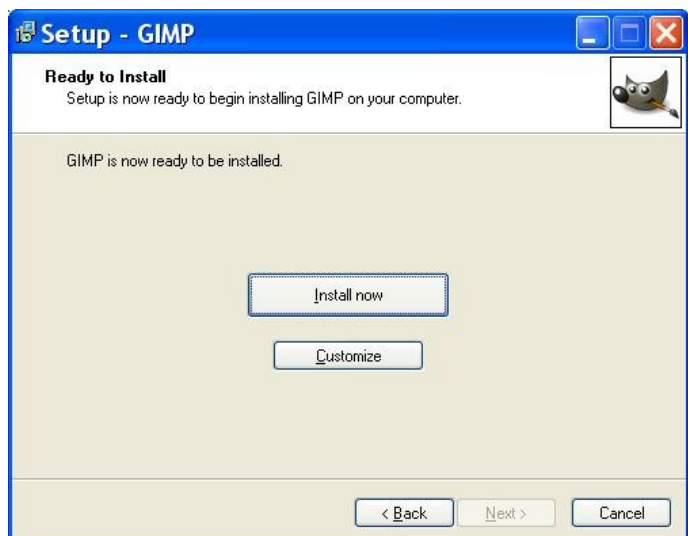 Setup - GIMP
Ready to Install
Setup is now ready to begin installing GIMP on your computer.
GIMP is now ready to be installed.
Install now
Customize
< Back Next > Cancel